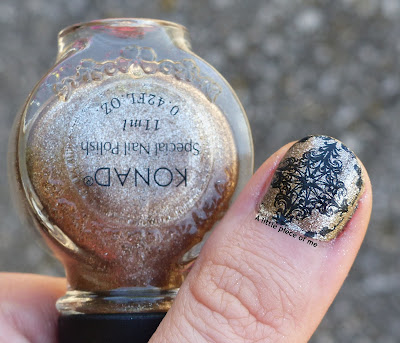 KONAD®
Special Nail Polish
11ml
0.42FL.OZ.
A little piece of me